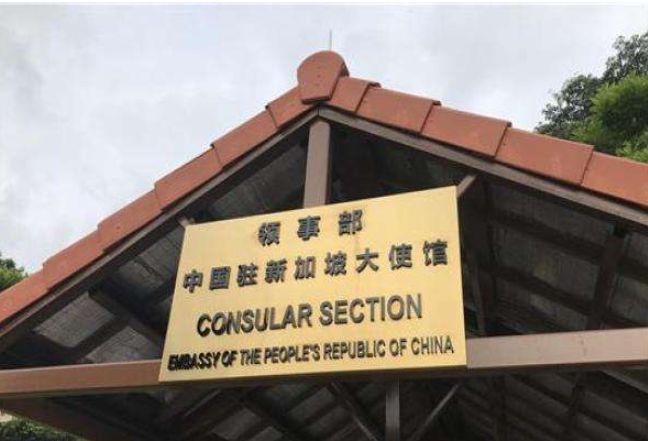 领事部
中国驻新加坡大使馆
CONSULAR SECTION
EMBASSY OF THE PEOPLE'S REPUBLIC OF CHINA